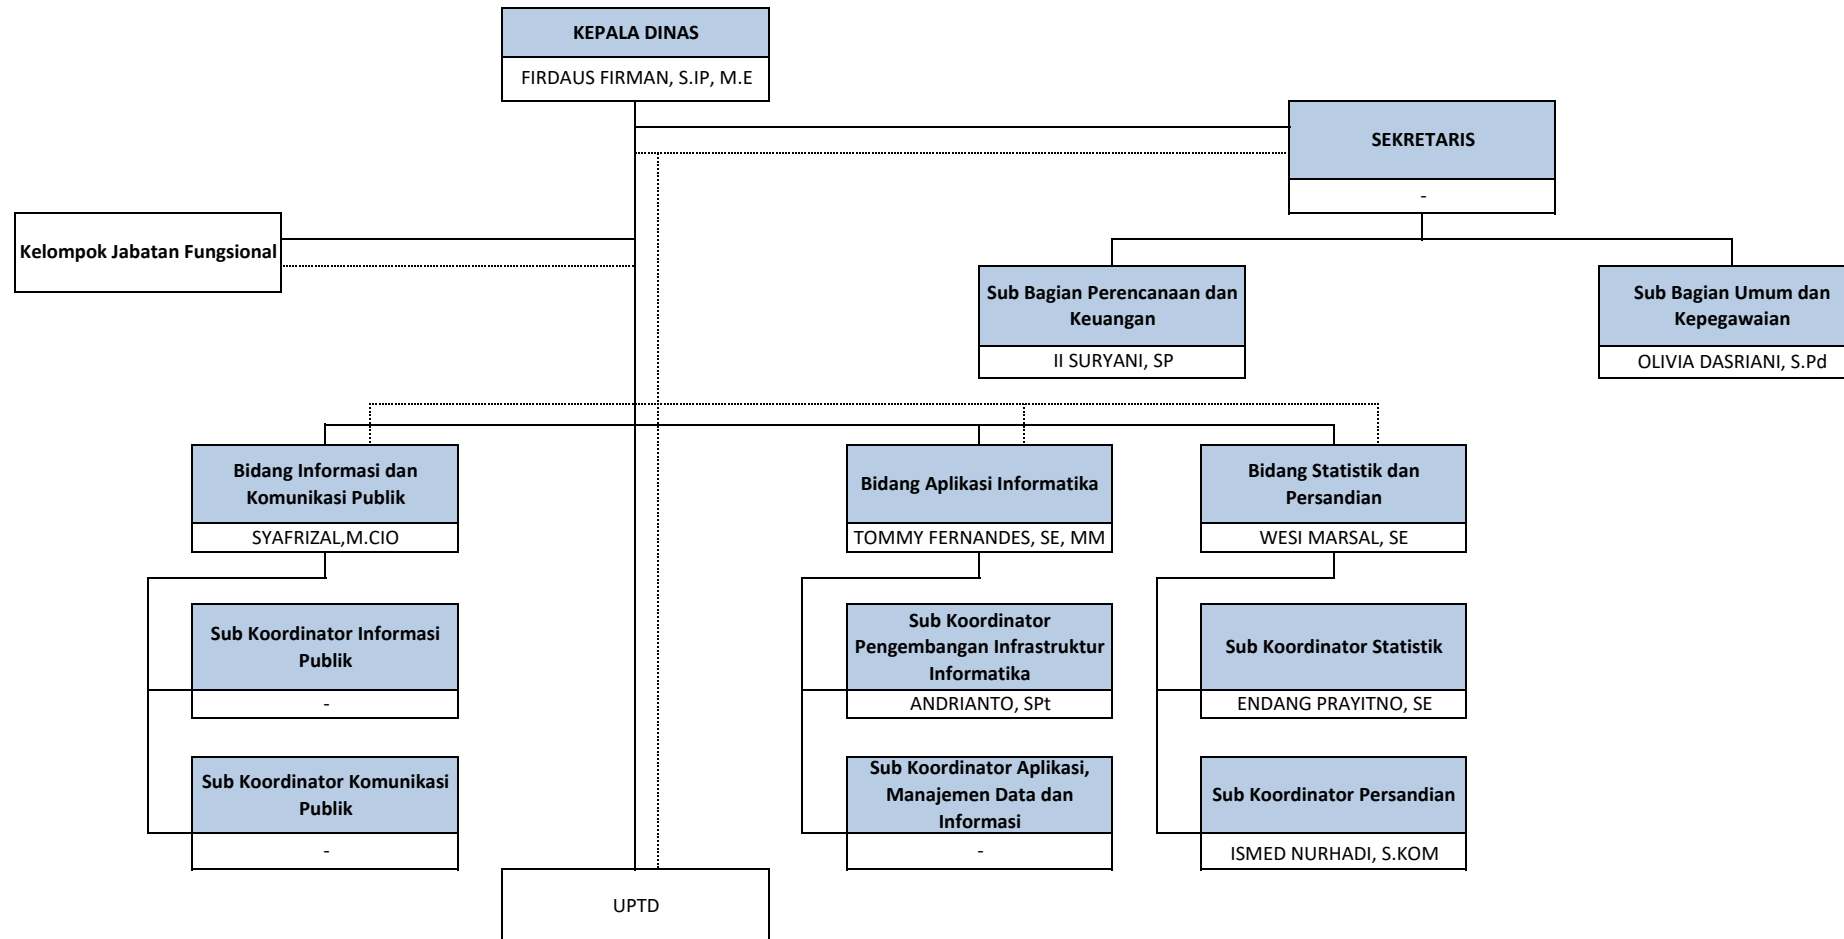 KEPALA DINAS
FIRDAUS FIRMAN, S.IP, M.E
SEKRETARIS
-
Kelompok Jabatan Fungsional
Sub Bagian Perencanaan dan
Keuangan
II SURYANI, SP
Sub Bagian Umum dan
Kepegawaian
OLIVIA DASRIANI, S.Pd
Bidang Informasi dan
Komunikasi Publik
SYAFRIZAL,M.CIO
Bidang Aplikasi Informatika
TOMMY FERNANDES, SE, MM
Bidang Statistik dan
Persandian
WESI MARSAL, SE
Sub Koordinator Informasi
Publik
-
Sub Koordinator
Pengembangan Infrastruktur
Informatika
ANDRIANTO, SPt
Sub Koordinator Statistik
ENDANG PRAYITNO, SE
Sub Koordinator Komunikasi
Publik
-
Sub Koordinator Aplikasi,
Manajemen Data dan
Informasi
-
Sub Koordinator Persandian
ISMED NURHADI, S.KOM
UPTD